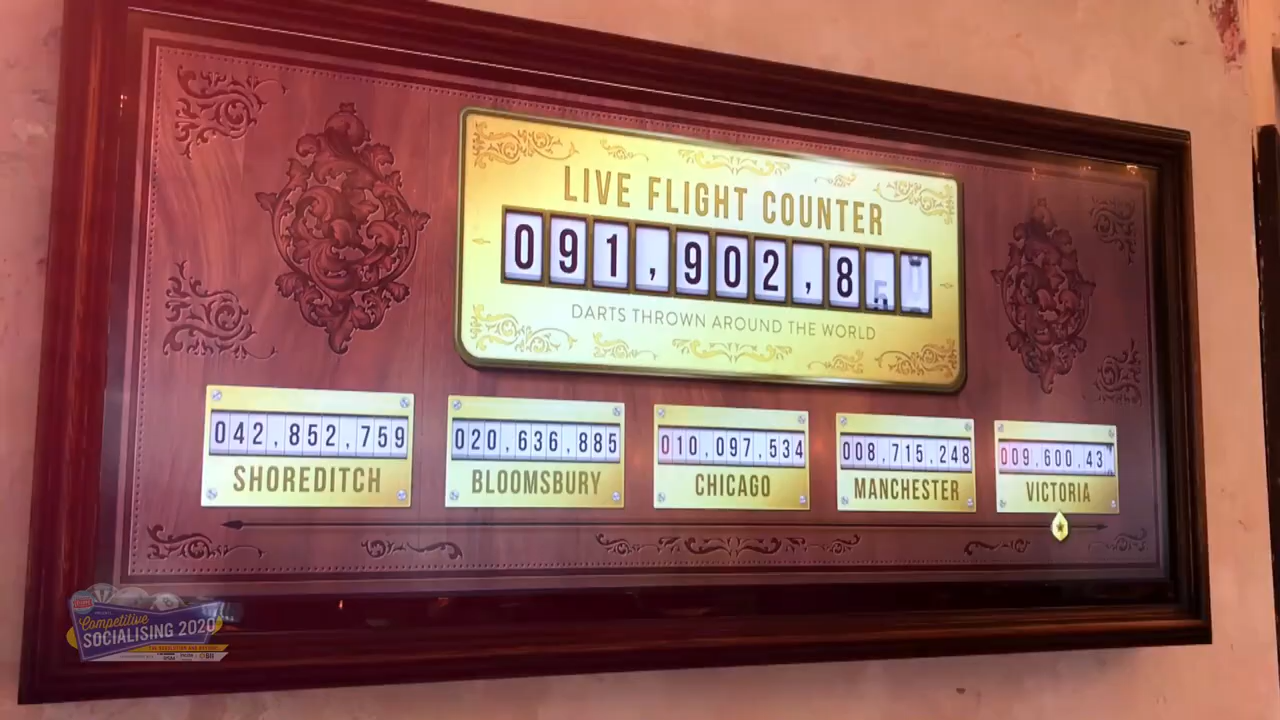 LIVE FLIGHT COUNTER
091,902,8
DARTS THROWN AROUND THE WORLD
042,852,759
SHOREDITCH
020,636,885
BLOOMSBURY
010,097,534
CHICAGO
008,715,248
MANCHESTER
009,600,43
VICTORIA
Competitive
SOCIALISING 2020